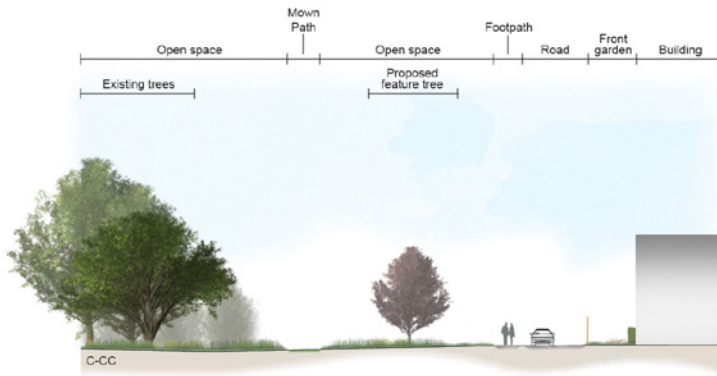 Mown
Path
Footpath
Front
garden
Open space
Open space
Road
Building
Existing trees
Proposed
feature tree
C-CC